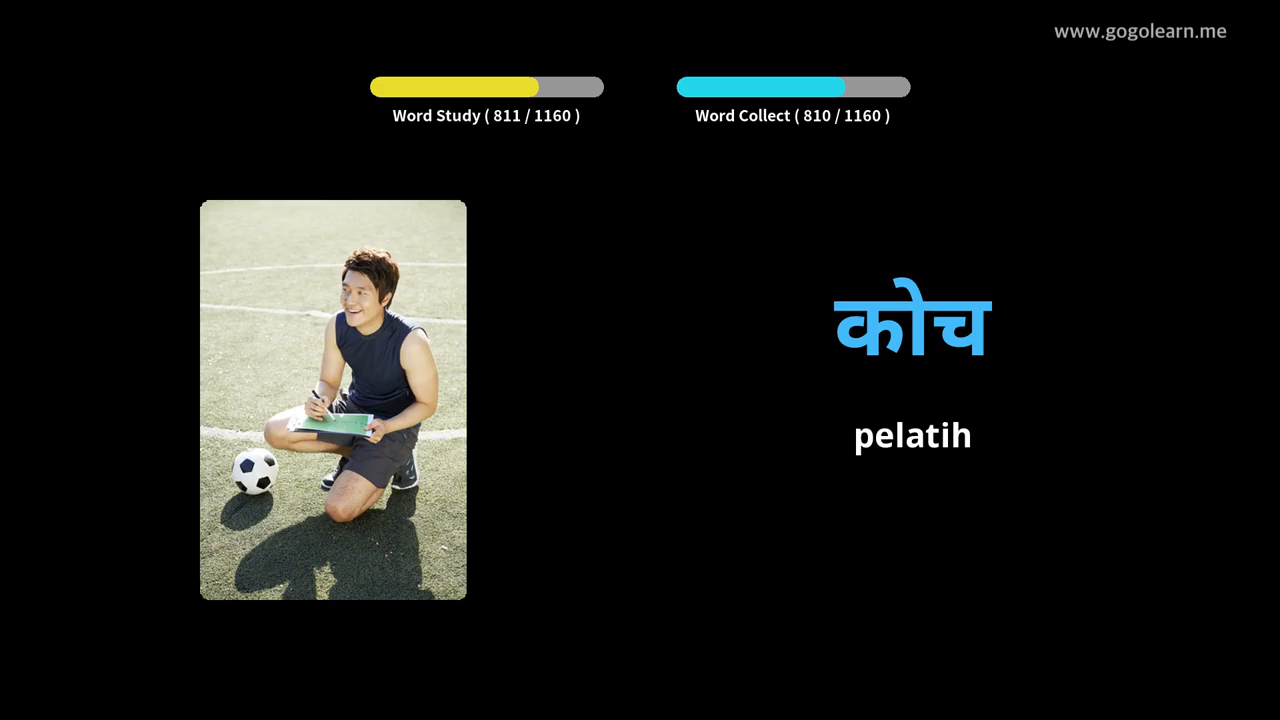 www.gogolearn.me
Word Study ( 811 / 1160 )
Word Collect ( 810 / 1160 )
कोच
pelatih